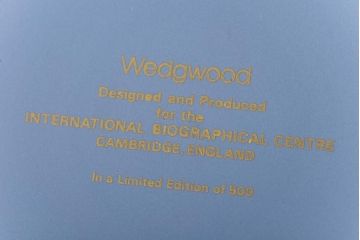 Wedgwood
Designed and Produced
for the
INTERNATIONAL BIOGRAPHICAL CENTRE
CAMBRIDGE, ENGLAND
In a Limited Edition of 500